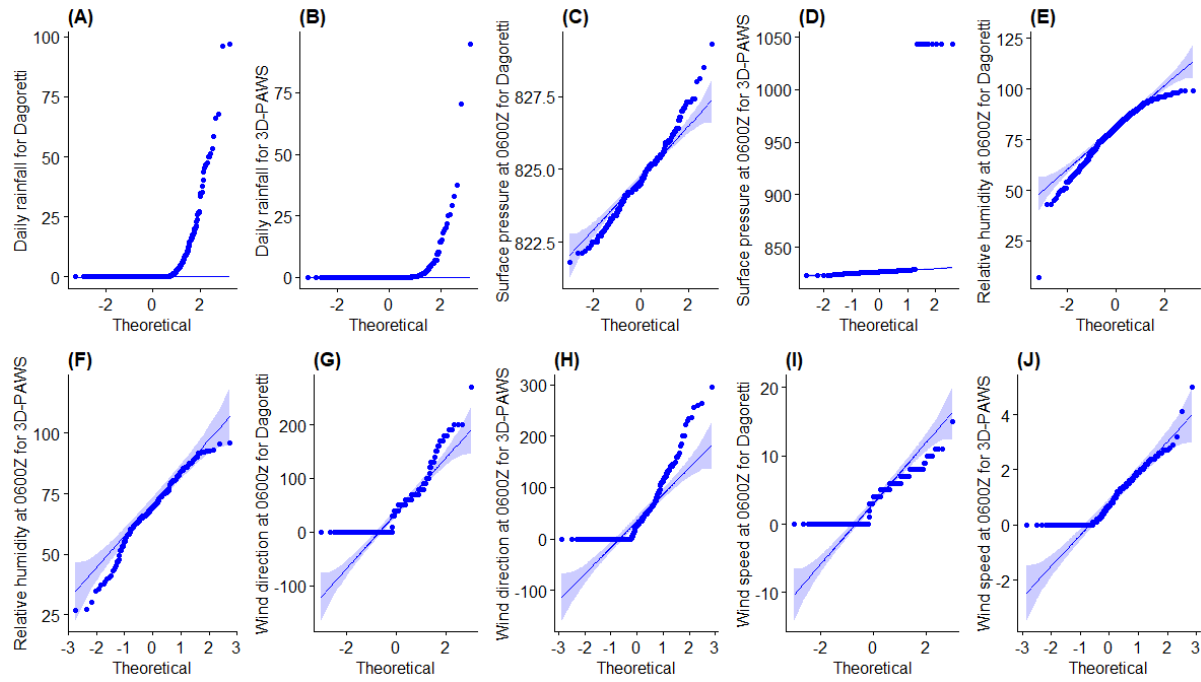 (A)
Daily rainfall for Dagoretti
100
75
50
25
0
-2
0
2
Theoretical
(B)
Daily rainfall for 3D-PAWS
75
50
25
0
-2
0
2
Theoretical
(C)
Surface pressure at 0600Z for Dagoretti
827.5
825.0
822.5
-2
0
2
Theoretical
(D)
Surface pressure at 0600Z for 3D-PAWS
1050
1000
950
900
850
-2
0
2
Theoretical
(E)
Relative humidity at 0600Z for Dagoretti
125
100
75
50
25
-2
0
2
Theoretical
(F)
Relative humidity at 0600Z for 3D-PAWS
100
75
50
25
-3
-2
-1
0
1
2
3
Theoretical
(G)
Wind direction at 0600Z for Dagoretti
200
100
0
-100
-2
0
2
Theoretical
(H)
Wind direction at 0600Z for 3D-PAWS
300
200
100
0
-100
-3
-2
-1
0
1
2
3
Theoretical
(I)
Wind speed at 0600Z for Dagoretti
20
10
0
-10
-2
0
2
Theoretical
(J)
Wind speed at 0600Z for 3D-PAWS
4
2
0
-2
-3
-2
-1
0
1
2
3
Theoretical